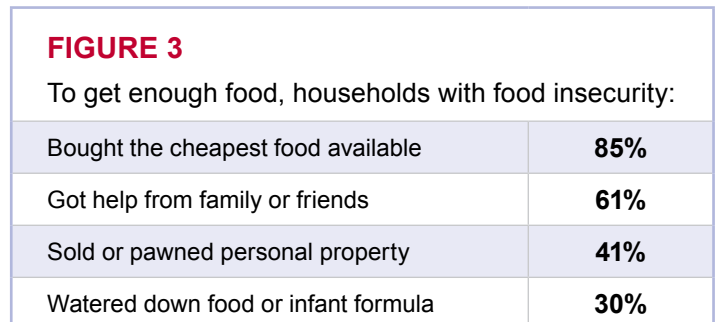 FIGURE 3
To get enough food, households with food insecurity:
Bought the cheapest food available 85%
Got help from family or friends 61%
Sold or pawned personal property 41%
Watered down food or infant formula 30%